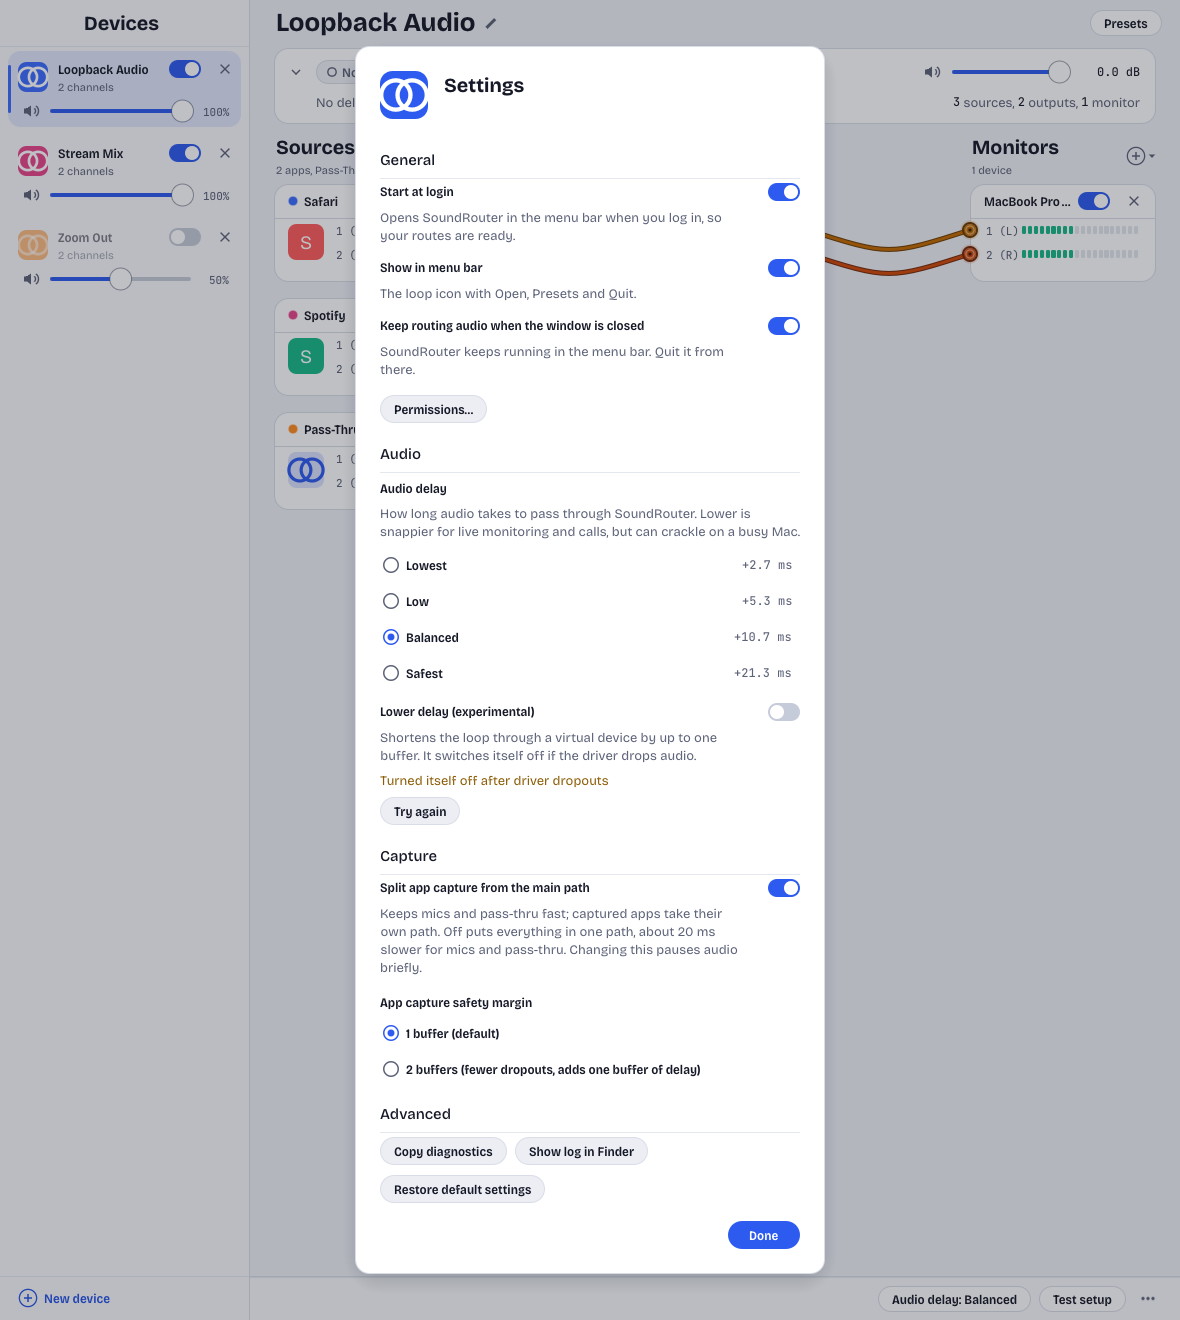 Devices
Loopback Audio
2 channels
100%
Stream Mix
2 channels
100%
Zoom Out
2 channels
50%
New device
Loopback Audio
Presets
No del
0.0 dB
3 sources, 2 outputs, 1 monitor
Sources
2 apps, Pass-Th
Safari
S
1 (
2 (
Spotify
S
1 (
2 (
Pass-Thr
1 (
2 (
Monitors
1 device
MacBook Pro...
1 (L)
2 (R)
Settings
General
Start at login
Opens SoundRouter in the menu bar when you log in, so
your routes are ready.
Show in menu bar
The loop icon with Open, Presets and Quit.
Keep routing audio when the window is closed
SoundRouter keeps running in the menu bar. Quit it from
there.
Permissions...
Audio
Audio delay
How long audio takes to pass through SoundRouter. Lower is
snappier for live monitoring and calls, but can crackle on a busy Mac.
Lowest +2.7 ms
Low +5.3 ms
Balanced +10.7 ms
Safest +21.3 ms
Lower delay (experimental)
Shortens the loop through a virtual device by up to one
buffer. It switches itself off if the driver drops audio.
Turned itself off after driver dropouts
Try again
Capture
Split app capture from the main path
Keeps mics and pass-thru fast; captured apps take their
own path. Off puts everything in one path, about 20 ms
slower for mics and pass-thru. Changing this pauses audio
briefly.
App capture safety margin
1 buffer (default)
2 buffers (fewer dropouts, adds one buffer of delay)
Advanced
Copy diagnostics
Show log in Finder
Restore default settings
Done
Audio delay: Balanced
Test setup